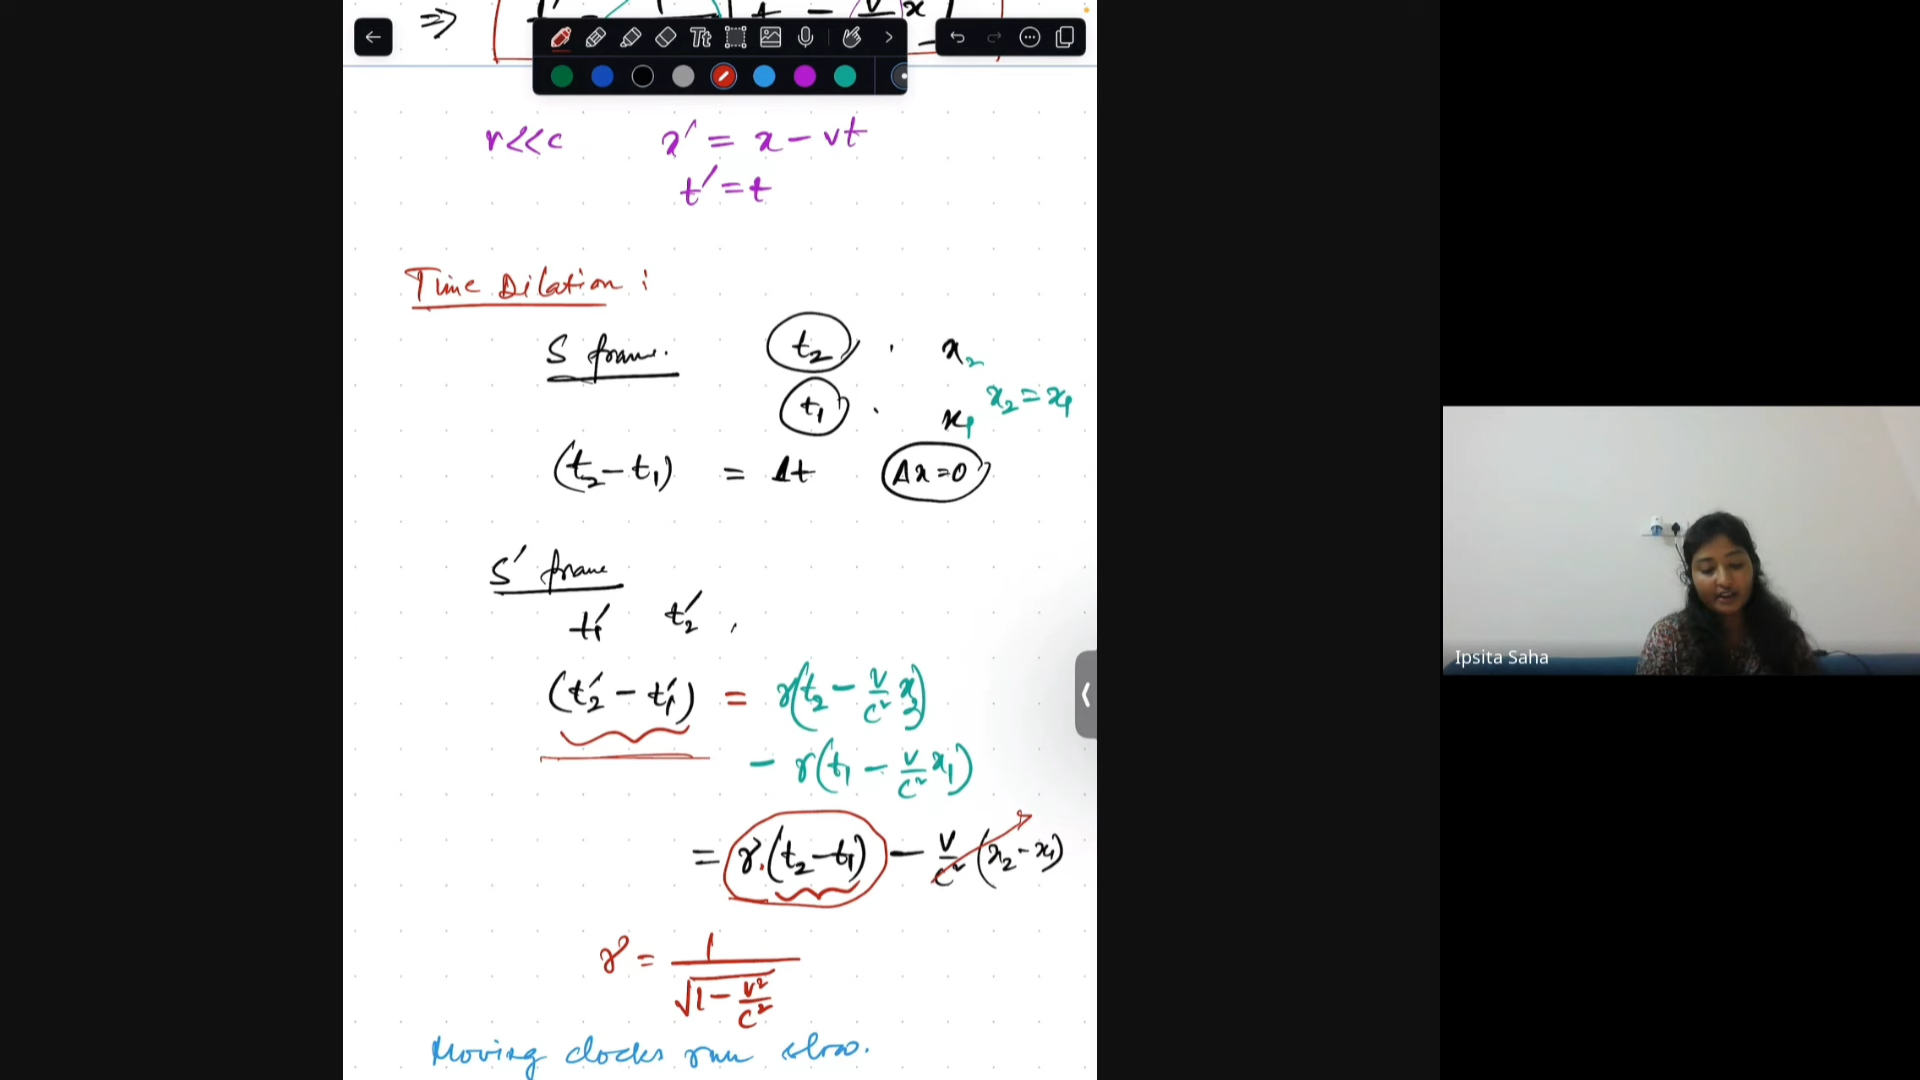 ⇒
Tt
v<<c x′ = x − vt
t′ = t
Time Dilation :
S frame. t₂ . x₂
t₁ . x₁ x₂ = x₁
(t₂ − t₁) = Δt Δx = 0
S′ frame
t₁′ t₂′ ,
(t₂′ − t₁′) = γ(t₂ − v/c² x₂)
− γ(t₁ − v/c² x₁)
= γ.(t₂ − t₁) − v/c² (x₂ − x₁)
γ = 1/√(1 − v²/c²)
Moving clocks run slow.
Ipsita Saha